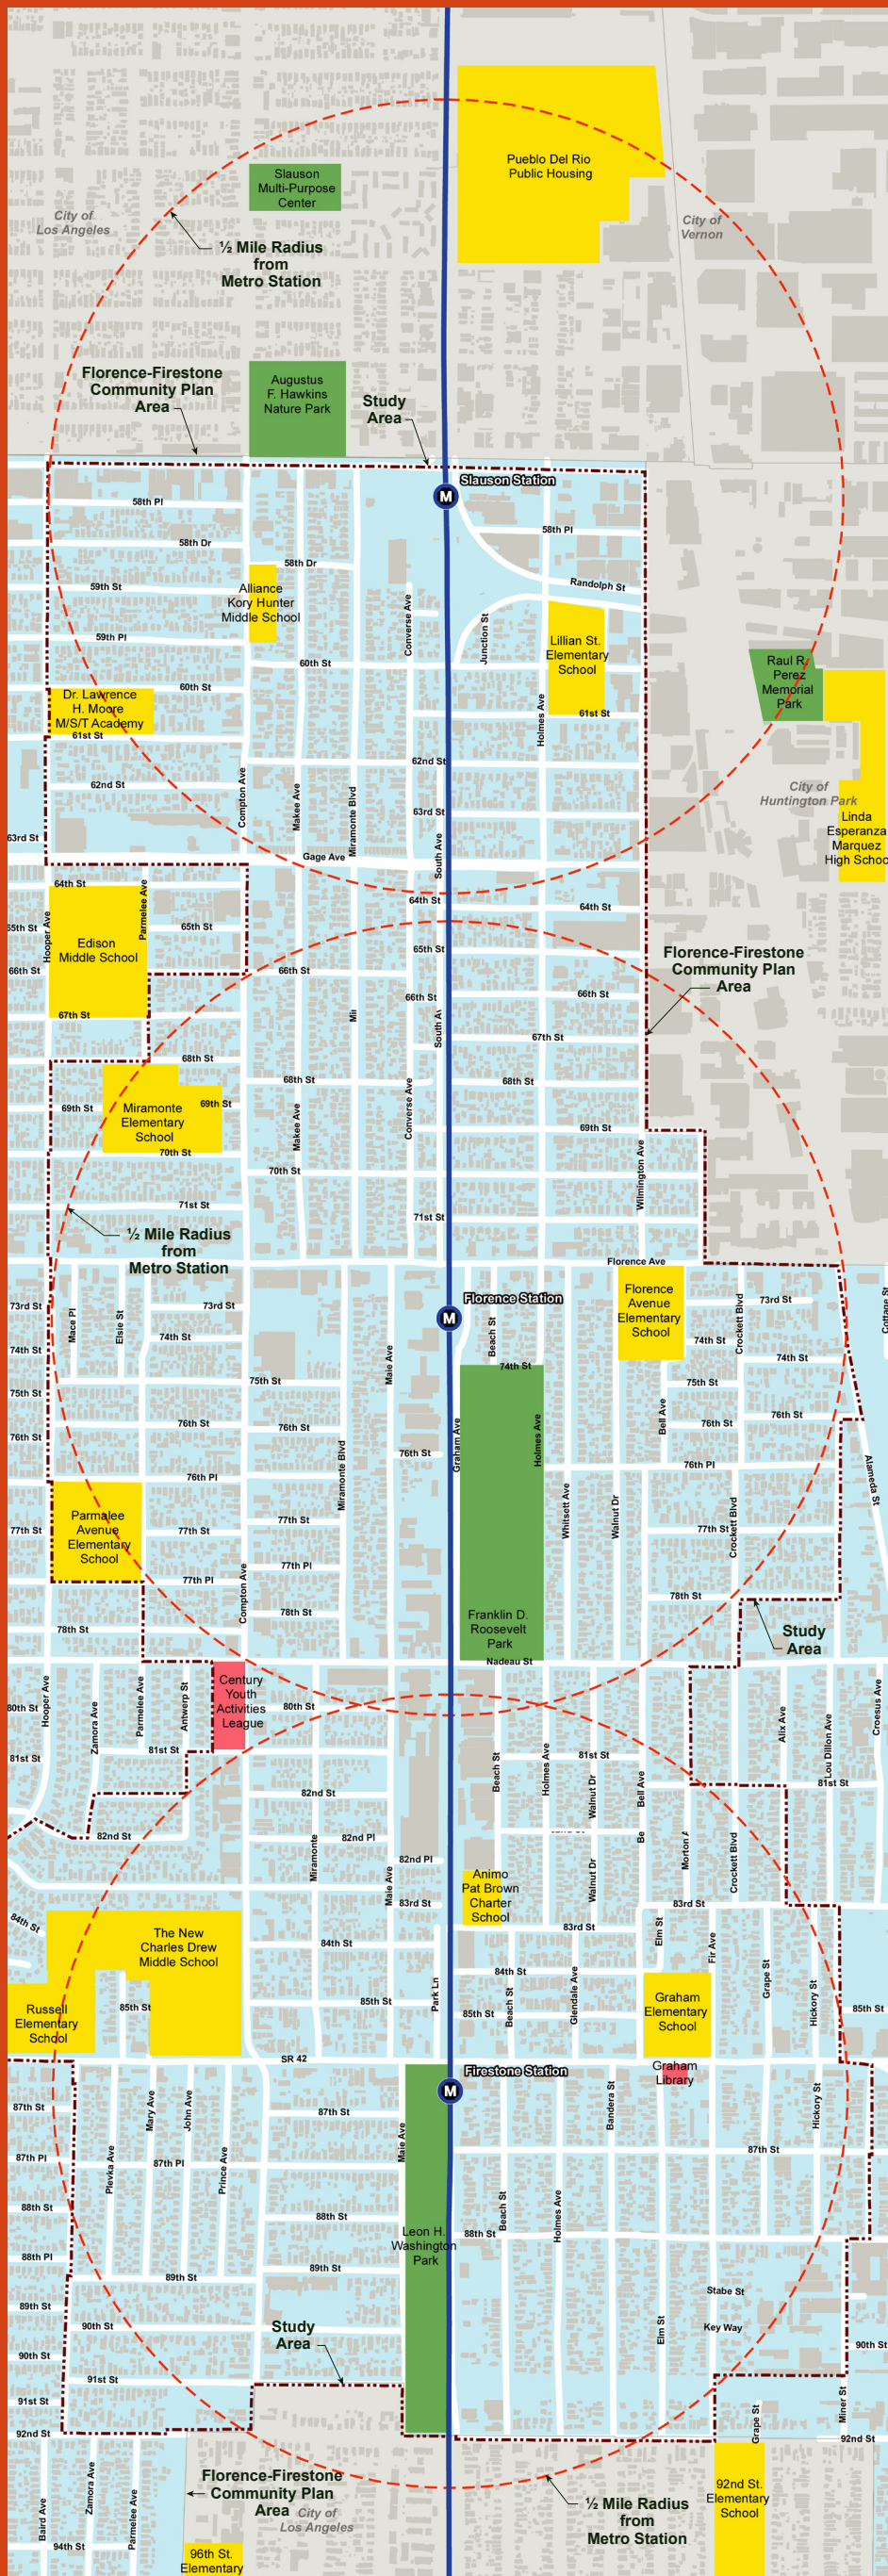 Pueblo Del Rio
Public Housing
Slauson
Multi-Purpose
Center
City of
Los Angeles
City of
Vernon
½ Mile Radius
from
Metro Station
Florence-Firestone
Community Plan
Area
Augustus
F. Hawkins
Nature Park
Study
Area
M
Slauson Station
58th Pl
58th Pl
58th Dr
58th Dr
59th St
Alliance
Kory Hunter
Middle School
Randolph St
Converse Ave
Junction St
59th Pl
Lillian St.
Elementary
School
60th St
Raul R.
Perez
Memorial
Park
60th St
Dr. Lawrence
H. Moore
M/S/T Academy
61st St
Holmes Ave
61st St
62nd St
62nd St
Compton Ave
Makee Ave
Miramonte Blvd
City of
Huntington Park
63rd St
Linda
Esperanza
Marquez
High Schoo
63rd St
Gage Ave
South Ave
64th St
64th St
64th St
Hooper Ave
Parmelee Ave
65th St
65th St
Edison
Middle School
65th St
Florence-Firestone
Community Plan
Area
66th St
66th St
66th St
66th St
67th St
Mir
South A
67th St
68th St
68th St
68th St
69th St
69th St
Miramonte
Elementary
School
Makee Ave
Converse Ave
69th St
70th St
70th St
Wilmington Ave
71st St
71st St
½ Mile Radius
from
Metro Station
Florence Ave
M
Florence Station
Florence
Avenue
Elementary
School
73rd St
Mace Pl
Elsie St
73rd St
73rd St
Crockett Blvd
Cottage St
74th St
74th St
Beach St
74th St
74th St
74th St
75th St
75th St
Maie Ave
75th St
76th St
76th St
76th St
76th St
76th St
76th St
Graham Ave
Holmes Ave
Bell Ave
76th Pl
Miramonte Blvd
76th Pl
Alameda St
Parmalee
Avenue
Elementary
School
77th St
77th St
77th St
Whitsett Ave
Walnut Dr
77th St
Crockett Blvd
77th Pl
77th Pl
Compton Ave
78th St
78th St
78th St
Franklin D.
Roosevelt
Park
Study
Area
Nadeau St
Century
Youth
Activities
League
80th St
Hooper Ave
Zamora Ave
Parmelee Ave
Antwerp St
80th St
Alix Ave
Lou Dillon Ave
Croesus Ave
81st St
81st St
81st St
81st St
Beach St
Holmes Ave
Walnut Dr
Bell Ave
82nd St
82nd St
82nd Pl
82nd Pl
Miramonte
Maie Ave
Be
Crockett Blvd
Animo
Pat Brown
Charter
School
Walnut Dr
83rd St
83rd St
83rd St
84th St
The New
Charles Drew
Middle School
84th St
84th St
Elm St
Fir Ave
Grape St
Hickory St
Russell
Elementary
School
85th St
85th St
Park Ln
85th St
Beach St
Glendale Ave
Graham
Elementary
School
85th St
SR 42
M
Firestone Station
Graham
Library
87th St
Mary Ave
John Ave
87th St
Maie Ave
Bandera St
Hickory St
87th St
87th Pl
87th Pl
Plevka Ave
Prince Ave
88th St
88th St
Beach St
Holmes Ave
88th St
Leon H.
Washington
Park
88th Pl
89th St
89th St
89th St
Stabe St
90th St
90th St
Elm St
Key Way
90th St
Study
Area
91st St
91st St
92nd St
Grape St
Miner St
92nd St
Baird Ave
Zamora Ave
Parmelee Ave
Florence-Firestone
Community Plan
Area
City of
Los Angeles
½ Mile Radius
from
Metro Station
92nd St.
Elementary
School
94th St
96th St.
Elementary